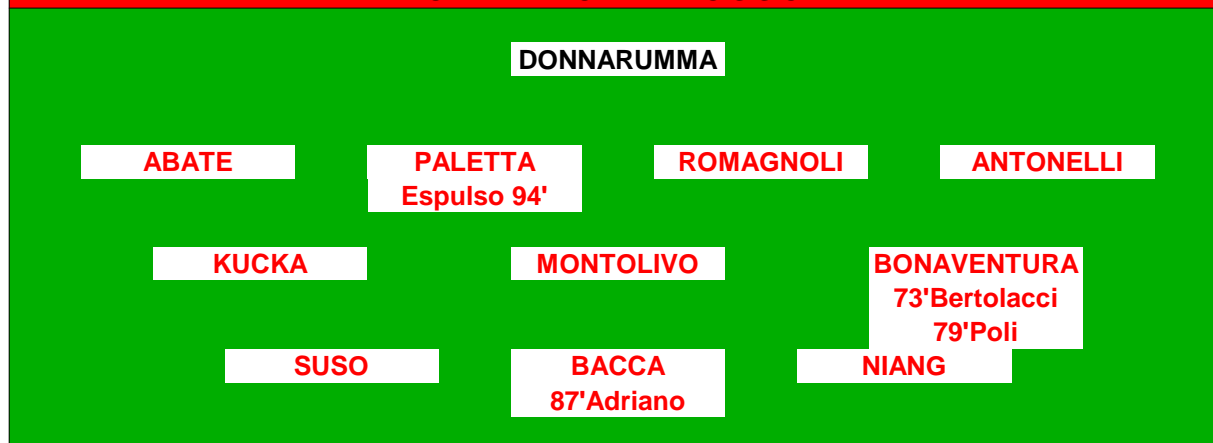 DONNARUMMA
ABATE PALETTA ROMAGNOLI ANTONELLI
Espulso 94'
KUCKA MONTOLIVO BONAVENTURA
73'Bertolacci
79'Poli
SUSO BACCA NIANG
87'Adriano